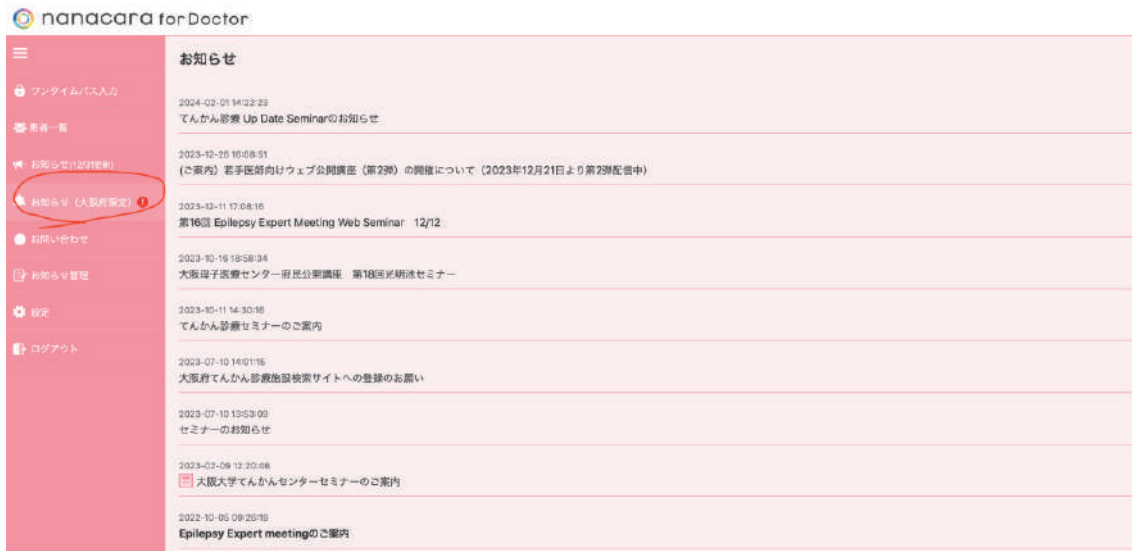 nanacara for Doctor
ワンタイムパス入力
患者一覧
お知らせ(12/31更新)
お知らせ（大阪府限定）
お問い合わせ
お知らせ管理
設定
ログアウト
お知らせ
2024-02-01 14:22:23
てんかん診療 Up Date Seminarのお知らせ
2023-12-25 16:08:51
(ご案内）若手医師向けウェブ公開講座（第2弾）の開催について（2023年12月21日より第2弾配信中）
2023-12-11 17:08:16
第16回 Epilepsy Expert Meeting Web Seminar 12/12
2023-10-16 18:58:34
大阪母子医療センター府民公開講座 第18回光明池セミナー
2023-10-11 14:30:16
てんかん診療セミナーのご案内
2023-07-10 14:01:15
大阪府てんかん診療施設検索サイトへの登録のお願い
2023-07-10 13:53:09
セミナーのお知らせ
2023-02-09 12:20:08
大阪大学てんかんセンターセミナーのご案内
2022-10-05 09:26:19
Epilepsy Expert meetingのご案内